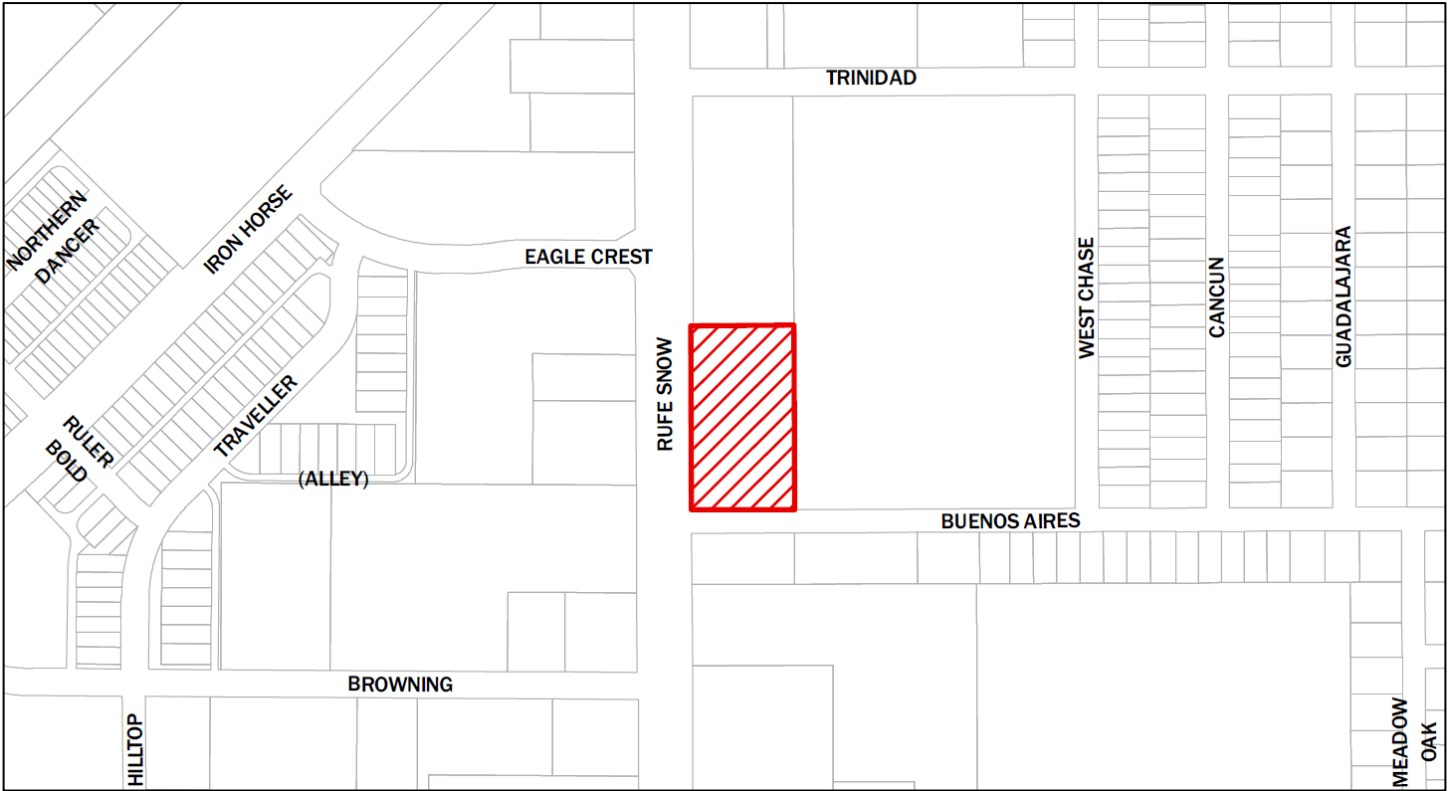 TRINIDAD
NORTHERN
DANCER
IRON HORSE
EAGLE CREST
WEST CHASE
CANCUN
GUADALAJARA
RUFE SNOW
TRAVELLER
RULER
BOLD
(ALLEY)
BUENOS AIRES
BROWNING
HILLTOP
MEADOW
OAK